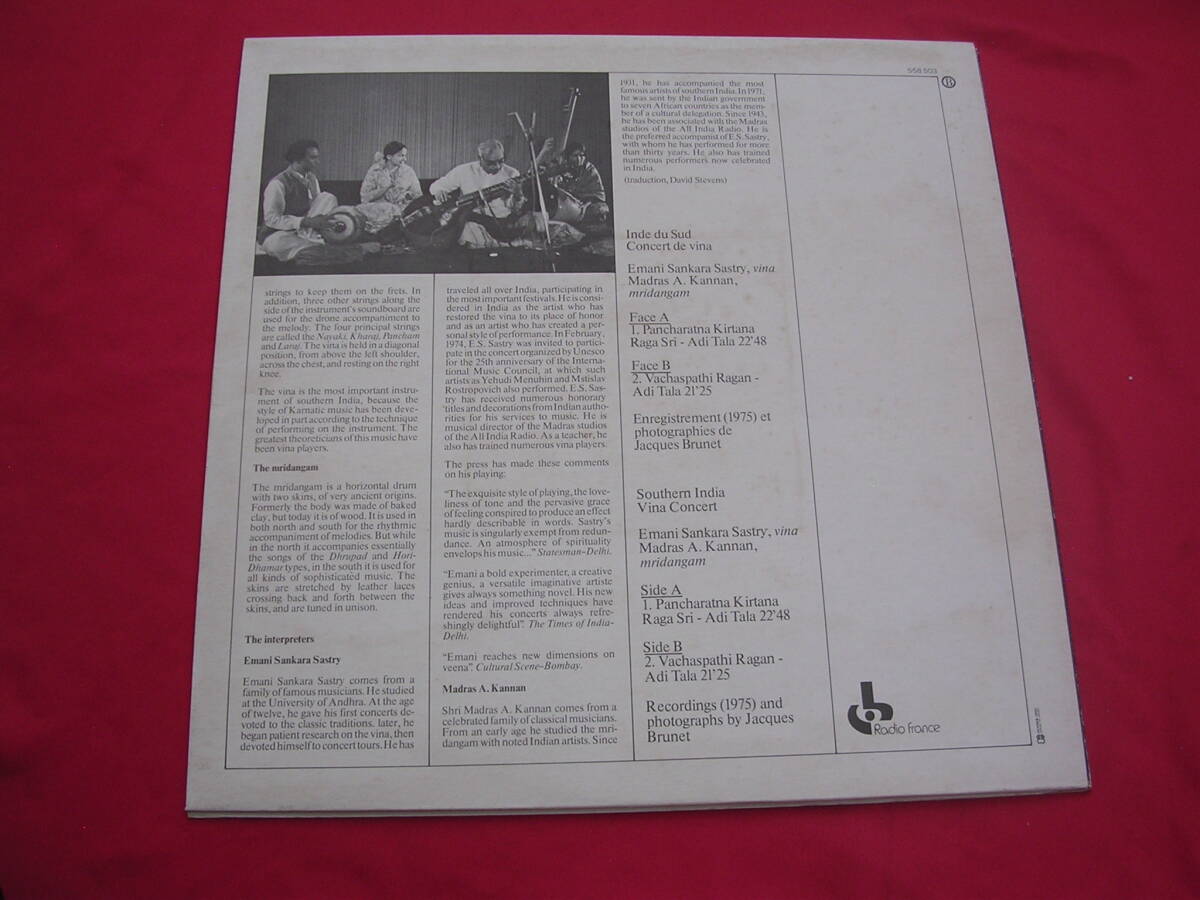 558 503
B
strings to keep them on the frets. In
addition, three other strings along the
side of the instrument's soundboard are
used for the drone accompaniment to
the melody. The four principal strings
are called the Nayaki, Kharaj, Pancham
and Laraj. The vina is held in a diagonal
position, from above the left shoulder,
across the chest, and resting on the right
knee.
The vina is the most important instru-
ment of southern India, because the
style of Karnatic music has been deve-
loped in part according to the technique
of performing on the instrument. The
greatest theoreticians of this music have
been vina players.
The mridangam
The mridangam is a horizontal drum
with two skins, of very ancient origins.
Formerly the body was made of baked
clay, but today it is of wood. It is used in
both north and south for the rhythmic
accompaniment of melodies. But while
in the north it accompanies essentially
the songs of the Dhrupad and Hori-
Dhamar types, in the south it is used for
all kinds of sophisticated music. The
skins are stretched by leather laces
crossing back and forth between the
skins, and are tuned in unison.
The interpreters
Emani Sankara Sastry
Emani Sankara Sastry comes from a
family of famous musicians. He studied
at the University of Andhra. At the age
of twelve, he gave his first concerts de-
voted to the classic traditions. later, he
began patient research on the vina, then
devoted himself to concert tours. He has
traveled all over India, participating in
the most important festivals. He is consi-
dered in India as the artist who has
restored the vina to its place of honor
and as an artist who has created a per-
sonal style of performance. In February,
1974, E.S. Sastry was invited to partici-
pate in the concert organized by Unesco
for the 25th anniversary of the Interna-
tional Music Council, at which such
artists as Yehudi Menuhin and Mstislav
Rostropovich also performed. E.S. Sas-
try has received numerous honorary
titles and decorations from Indian autho-
rities for his services to music. He is
musical director of the Madras studios
of the All India Radio. As a teacher, he
also has trained numerous vina players.
The press has made these comments
on his playing:
“The exquisite style of playing, the love-
liness of tone and the pervasive grace
of feeling conspired to produce an effect
hardly describable in words. Sastry's
music is singularly exempt from redun-
dance. An atmosphere of spirituality
envelops his music...” Statesman–Delhi.
“Emani a bold experimenter, a creative
genius, a versatile imaginative artiste
gives always something novel. His new
ideas and improved techniques have
rendered his concerts always refre-
shingly delightful”. The Times of India-
Delhi.
“Emani reaches new dimensions on
veena”. Cultural Scene–Bombay.
Madras A. Kannan
Shri Madras A. Kannan comes from a
celebrated family of classical musicians.
From an early age he studied the mri-
dangam with noted Indian artists. Since
1931, he has accompanied the most
famous artists of southern India. In 1971,
he was sent by the Indian government
to seven African countries as the mem-
ber of a cultural delegation. Since 1943,
he has been associated with the Madras
studios of the All India Radio. He is
the preferred accompanist of E.S. Sastry,
with whom he has performed for more
than thirty years. He also has trained
numerous performers now celebrated
in India.
(traduction, David Stevens)
Inde du Sud
Concert de vina
Emani Sankara Sastry, vina
Madras A. Kannan,
mridangam
Face A
1. Pancharatna Kirtana
Raga Sri - Adi Tala 22'48
Face B
2. Vachaspathi Ragan -
Adi Tala 21'25
Enregistrement (1975) et
photographies de
Jacques Brunet
Southern India
Vina Concert
Emani Sankara Sastry, vina
Madras A. Kannan,
mridangam
Side A
1. Pancharatna Kirtana
Raga Sri - Adi Tala 22'48
Side B
2. Vachaspathi Ragan -
Adi Tala 21'25
Recordings (1975) and
photographs by Jacques
Brunet
Radio france